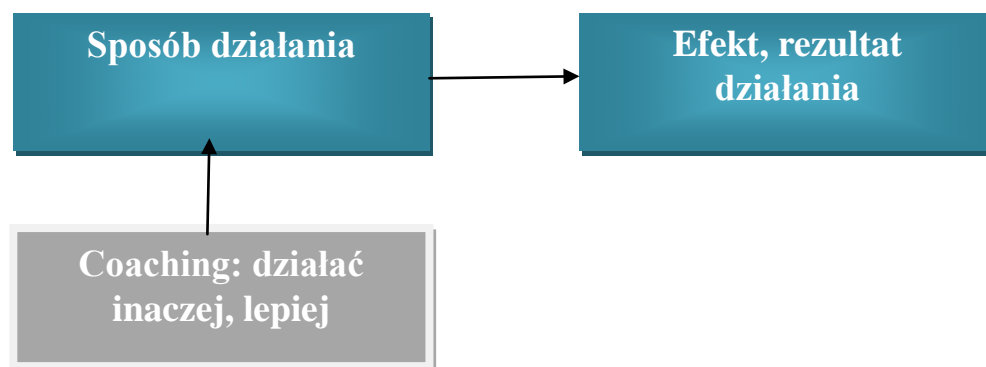 Sposób działania
Efekt, rezultat
działania
Coaching: działać
inaczej, lepiej